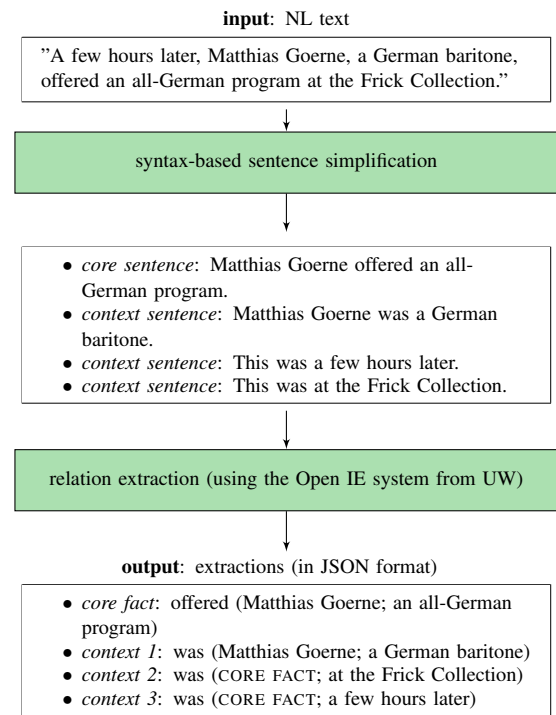 input: NL text
”A few hours later, Matthias Goerne, a German baritone,
offered an all-German program at the Frick Collection.”
syntax-based sentence simplification
• core sentence: Matthias Goerne offered an all-
German program.
• context sentence: Matthias Goerne was a German
baritone.
• context sentence: This was a few hours later.
• context sentence: This was at the Frick Collection.
relation extraction (using the Open IE system from UW)
output: extractions (in JSON format)
• core fact: offered (Matthias Goerne; an all-German
program)
• context 1: was (Matthias Goerne; a German baritone)
• context 2: was (CORE FACT; at the Frick Collection)
• context 3: was (CORE FACT; a few hours later)